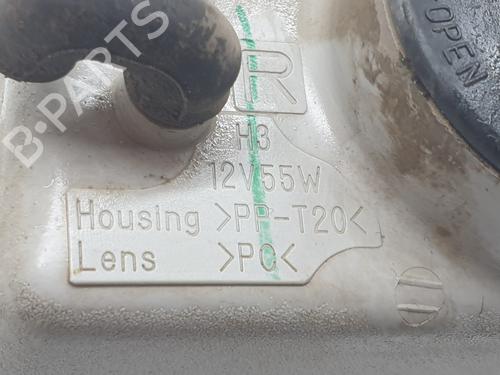 B-PARTS
OPEN
R
H3
12V55W
Housing >PP-T20<
Lens >PC<